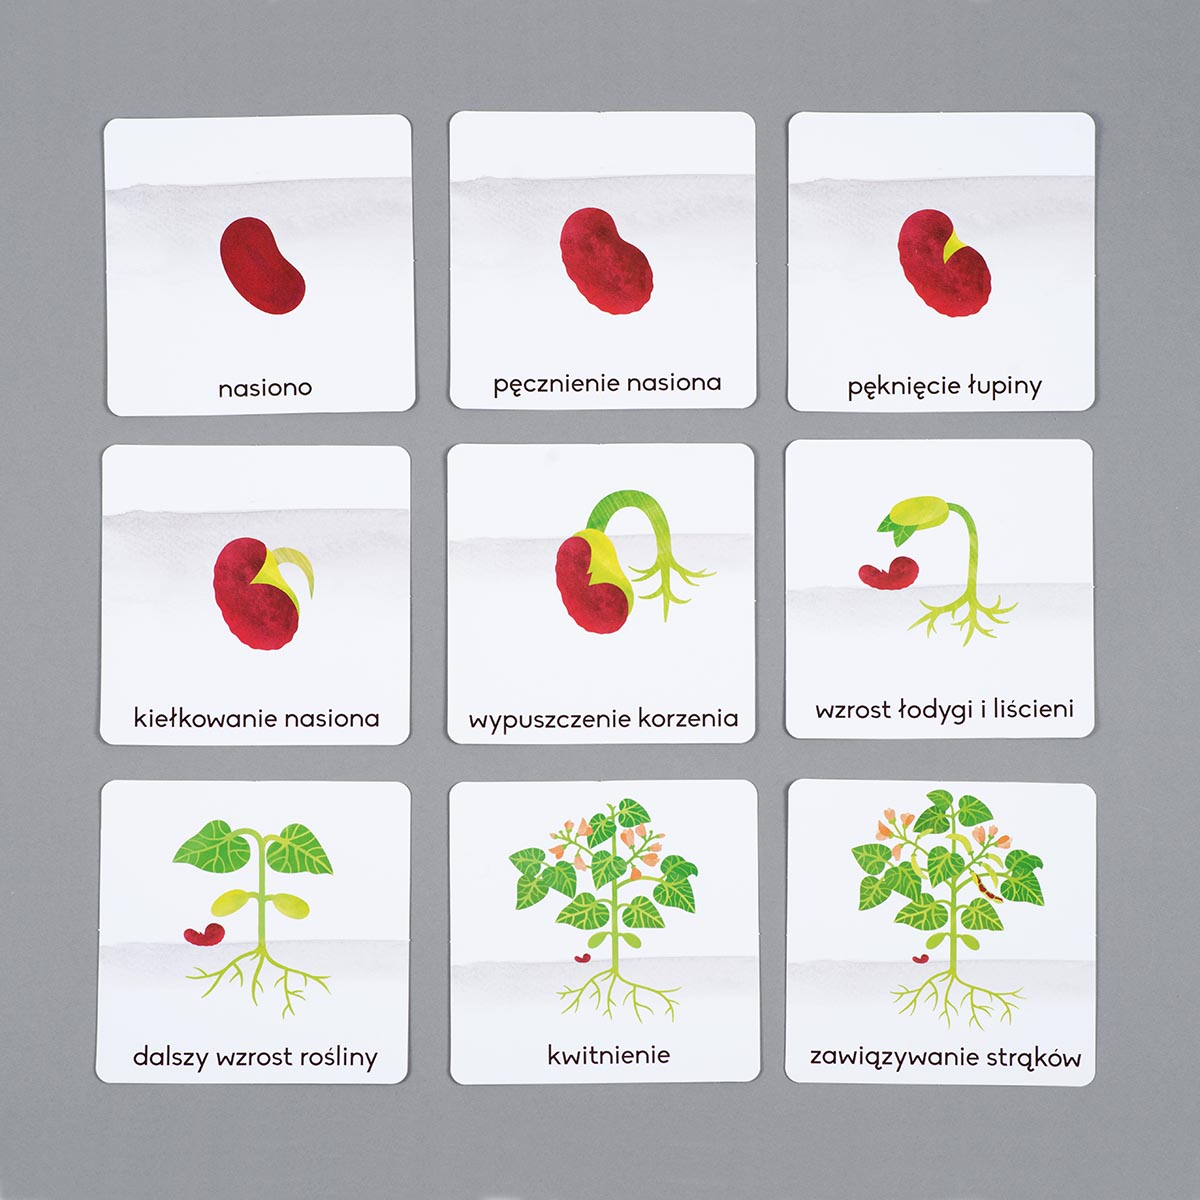 nasiono
pęcznienie nasiona
pęknięcie łupiny
kiełkowanie nasiona
wypuszczenie korzenia
wzrost łodygi i liścieni
dalszy wzrost rośliny
kwitnienie
zawiązywanie strąków